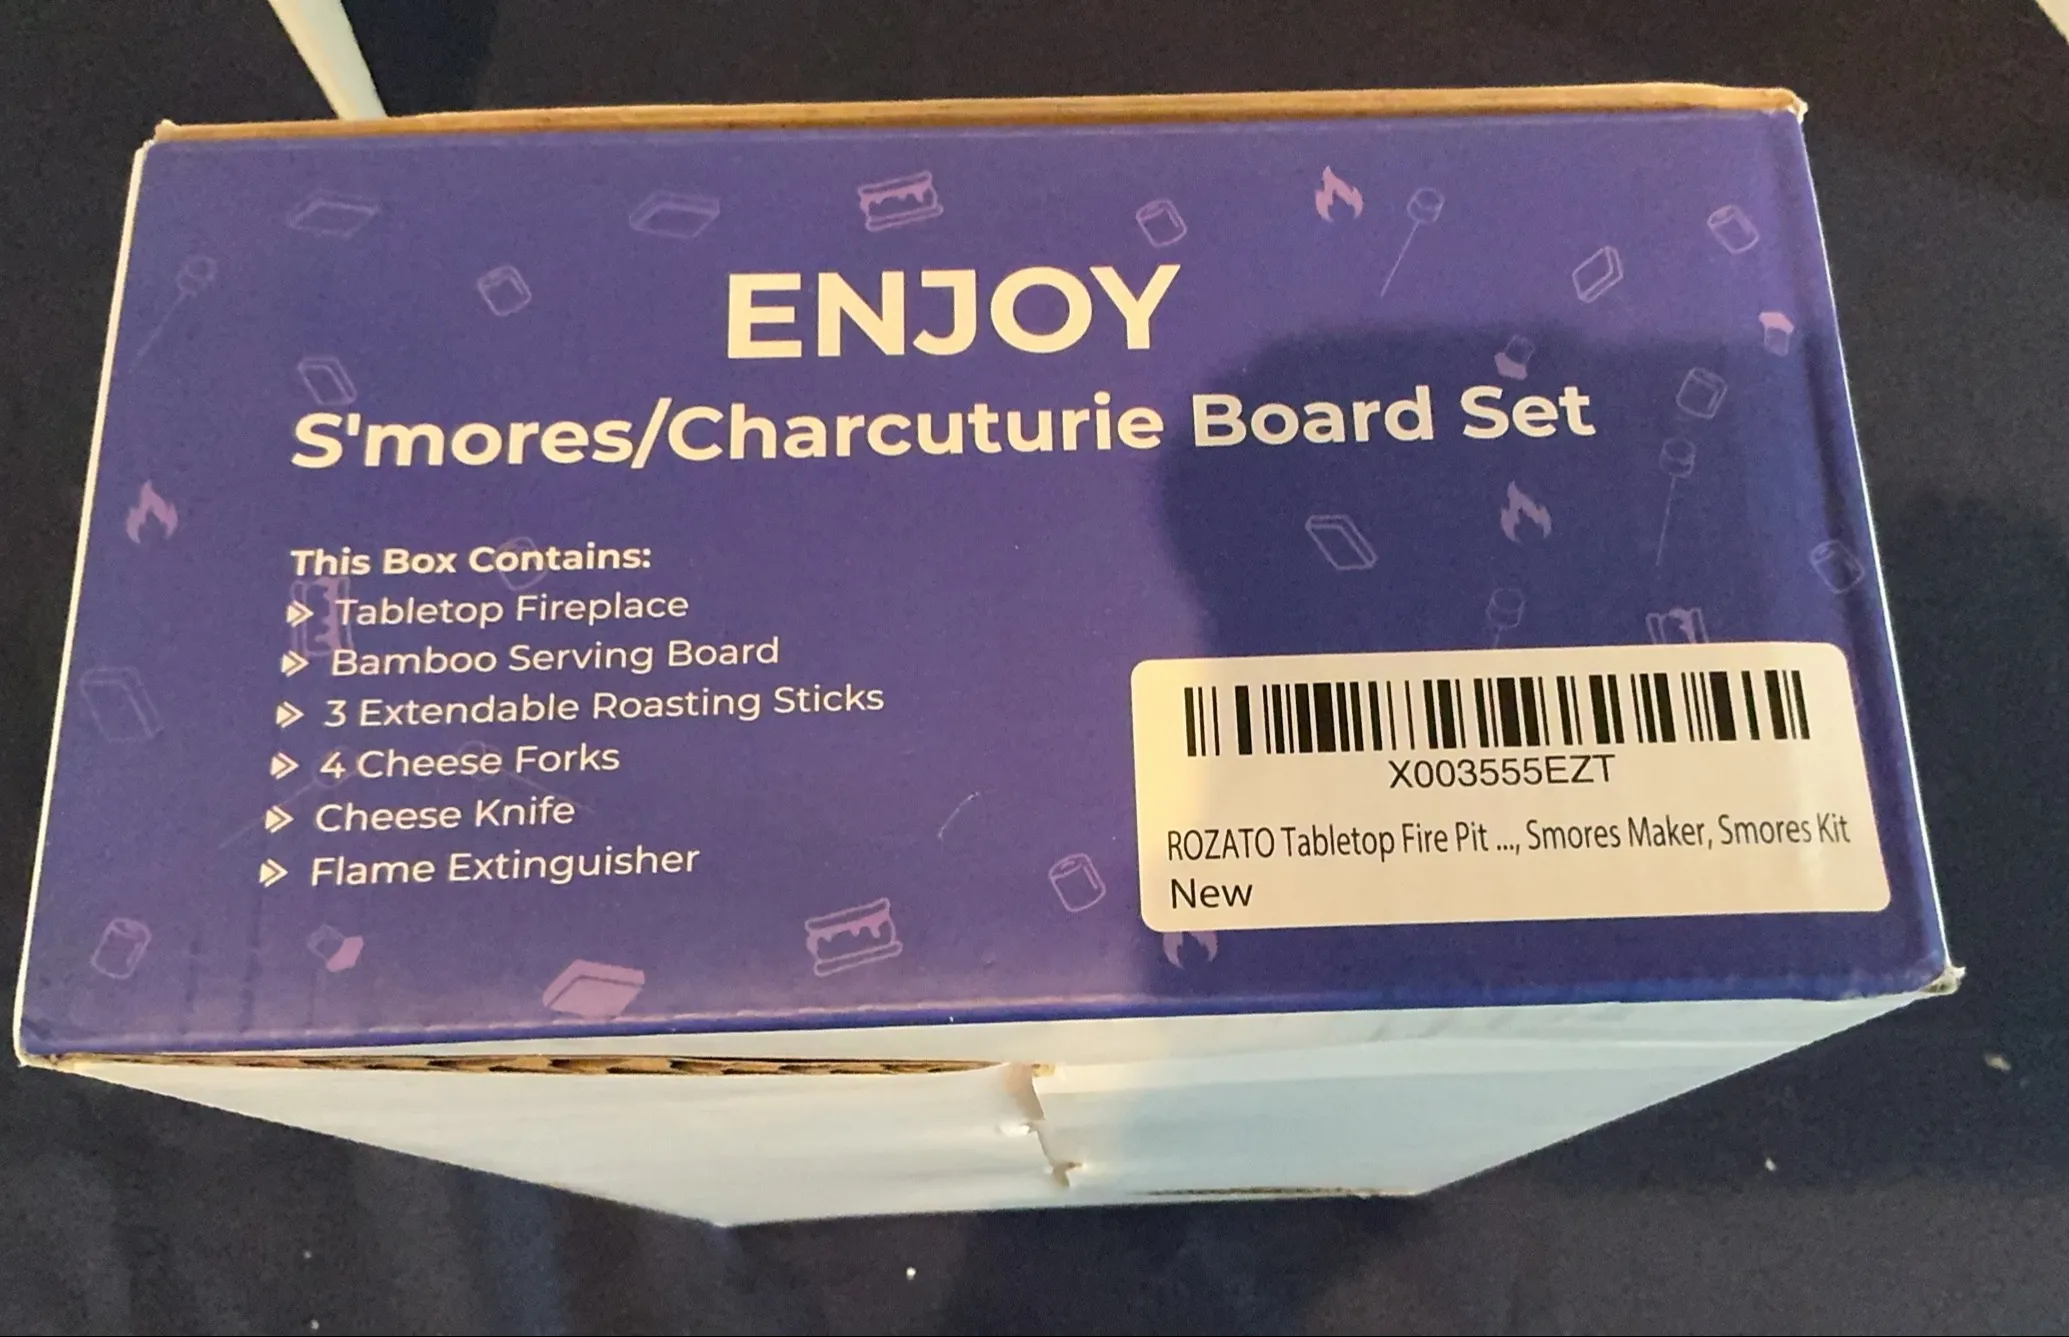 ENJOY
S'mores/Charcuturie Board Set
This Box Contains:
Tabletop Fireplace
Bamboo Serving Board
3 Extendable Roasting Sticks
4 Cheese Forks
Cheese Knife
Flame Extinguisher
X003555EZT
ROZATO Tabletop Fire Pit ..., Smores Maker, Smores Kit
New